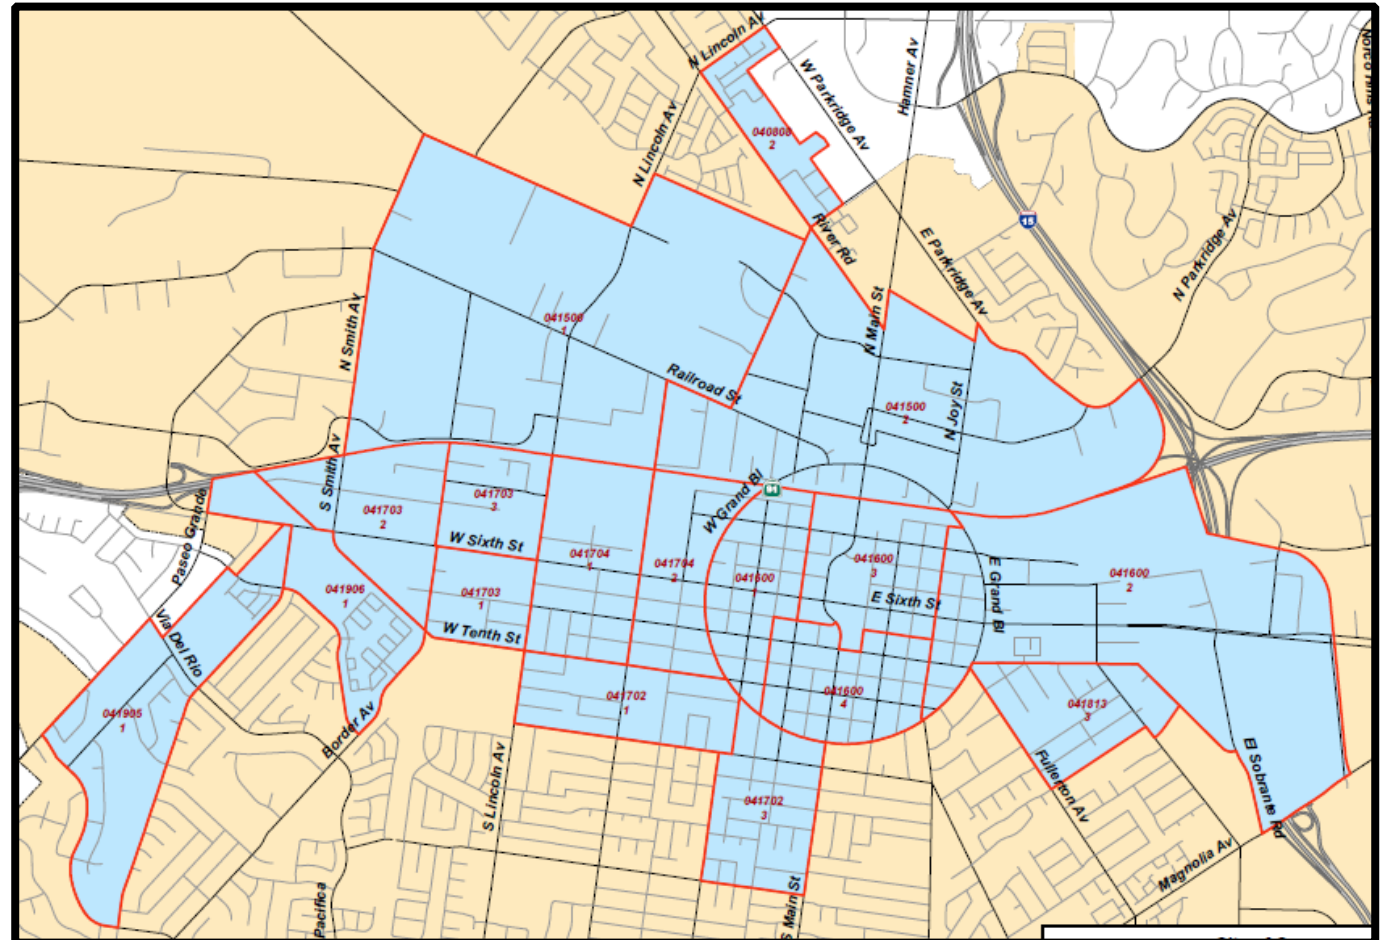 N Lincoln Av
W Parkridge Av
Hamner Av
N Lincoln Av
040808
2
15
River Rd
E Parkridge Av
N Parkridge Av
N Smith Av
041500
1
N Main St
Railroad St
041500
2
N Joy St
S Smith Av
W Grand Bl
91
Paseo Grande
041703
2
041703
3
W Sixth St
041704
1
041704
2
041600
1
041600
3
E Grand Bl
041600
2
041906
1
041703
1
E Sixth St
W Tenth St
Via Del Rio
041905
1
041702
1
041600
4
041813
3
Border Av
S Lincoln Av
Fullerton Av
El Sobrante Rd
041702
3
Magnolia Av
Pacifica
S Main St